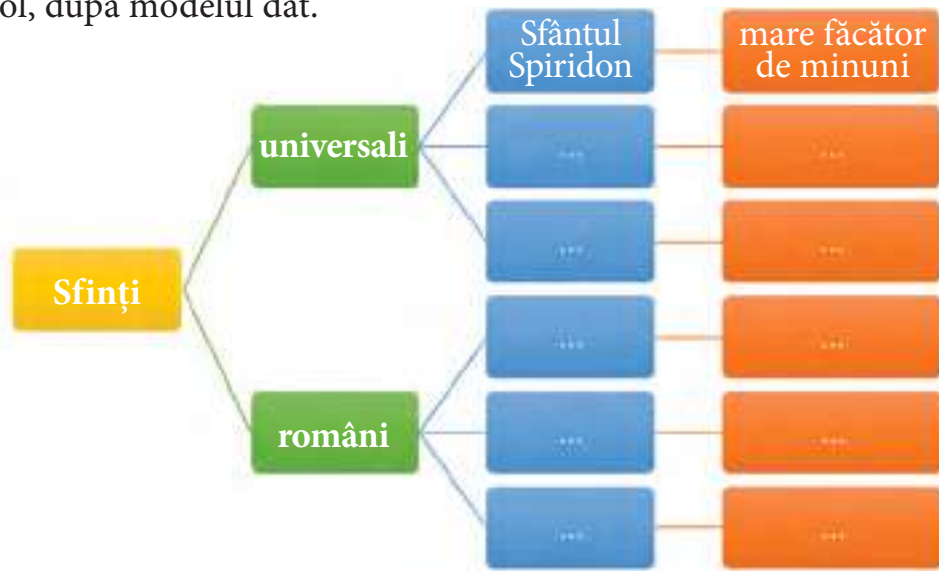 ol, după modelul dat.
Sfântul
Spiridon
mare făcător
de minuni
universali
...
...
...
...
Sfinți
...
...
români
...
...
...
...